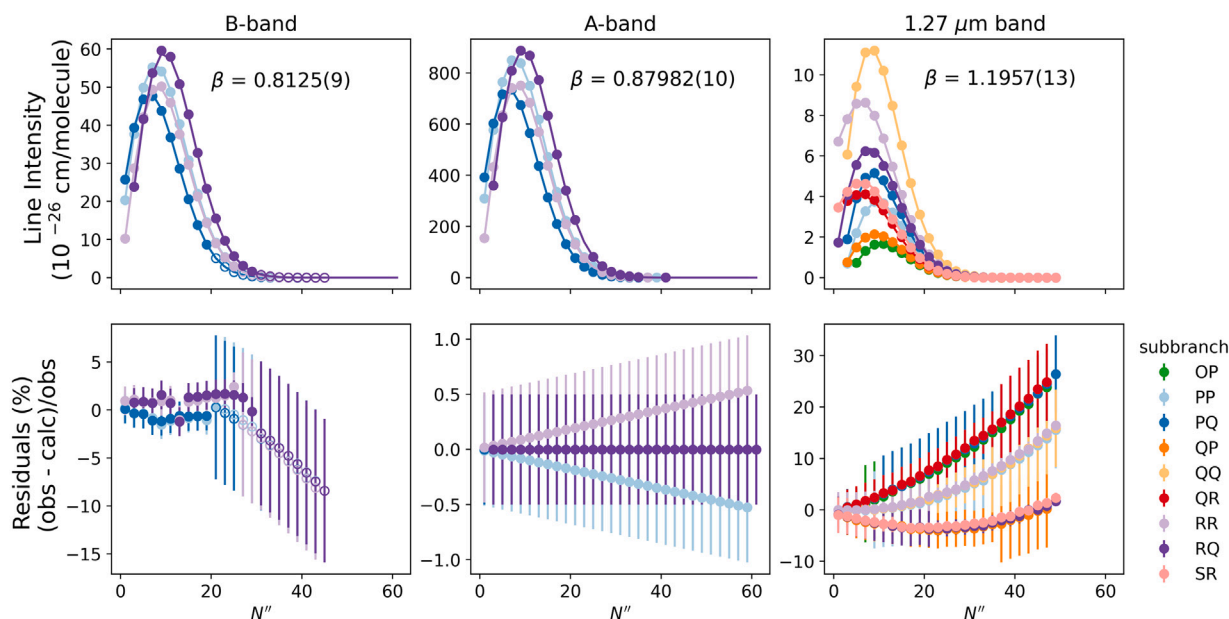 B-band
A-band
1.27 μm band
Line Intensity
(10⁻²⁶ cm/molecule)
60
50
40
30
20
10
0
β = 0.8125(9)
800
600
400
200
0
β = 0.87982(10)
10
8
6
4
2
0
β = 1.1957(13)
Residuals (%)
(obs - calc)/obs
5
0
−5
−10
−15
1.0
0.5
0.0
−0.5
−1.0
30
20
10
0
−10
0 20 40 60
0 20 40 60
0 20 40 60
N″
N″
N″
subbranch
OP
PP
PQ
QP
QQ
QR
RR
RQ
SR